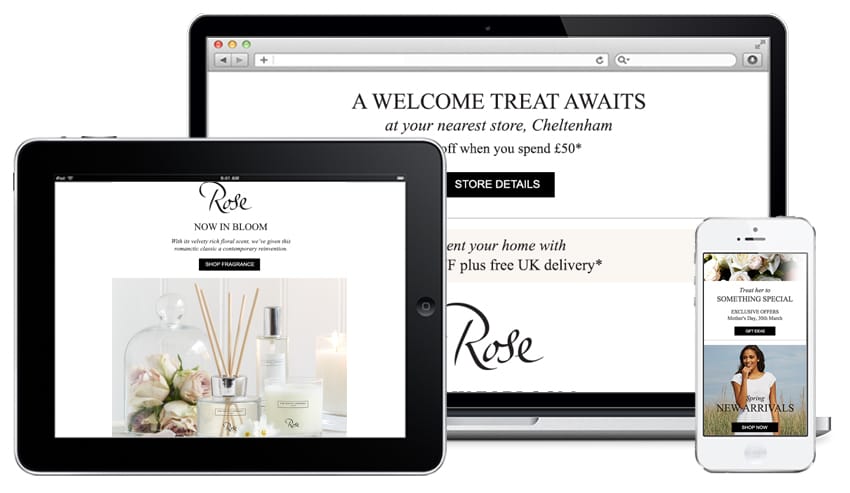 A WELCOME TREAT AWAITS
at your nearest store, Cheltenham
off when you spend £50*
STORE DETAILS
ent your home with
F plus free UK delivery*
Rose
iPad
9:41 AM
Rose
NOW IN BLOOM
With its velvety rich floral scent, we've given this
romantic classic a contemporary reinvention.
SHOP FRAGRANCE
Rose
Rose
Treat her to
SOMETHING SPECIAL
EXCLUSIVE OFFERS
Mother's Day, 30th March
GIFT IDEAS
Spring
NEW ARRIVALS
SHOP NOW